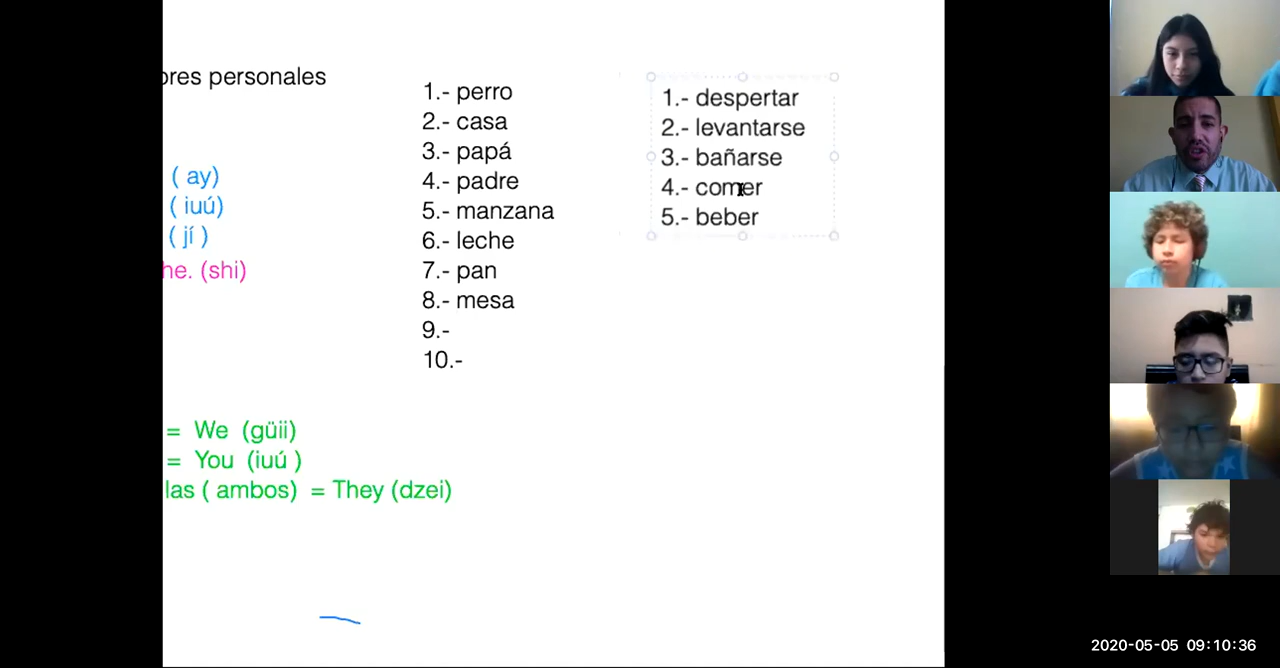 ores personales
( ay)
( iuú)
( jí )
he. (shi)
= We (güii)
= You (iuú )
las ( ambos) = They (dzei)
1.- perro
2.- casa
3.- papá
4.- padre
5.- manzana
6.- leche
7.- pan
8.- mesa
9.-
10.-
1.- despertar
2.- levantarse
3.- bañarse
4.- comer
5.- beber
2020-05-05 09:10:36